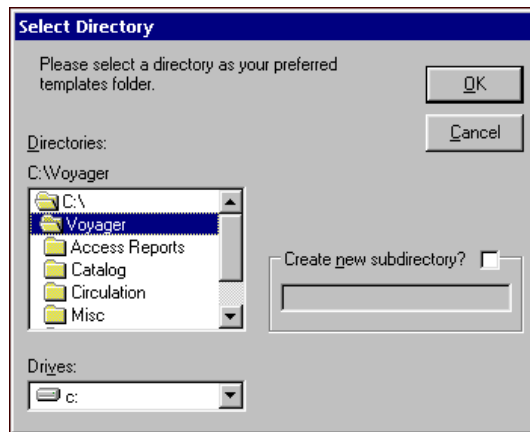 Select Directory
Please select a directory as your preferred
templates folder.
OK
Cancel
Directories:
C:\Voyager
C:\
Voyager
Access Reports
Catalog
Circulation
Misc
Create new subdirectory?
Drives:
c: